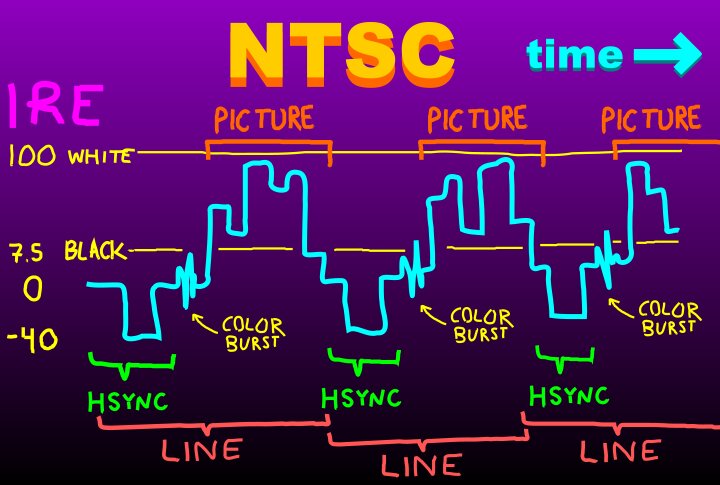 NTSC
time
IRE
PICTURE
PICTURE
PICTURE
100 WHITE
7.5 BLACK
0
-40
COLOR
BURST
COLOR
BURST
COLOR
BURST
HSYNC
HSYNC
HSYNC
LINE
LINE
LINE